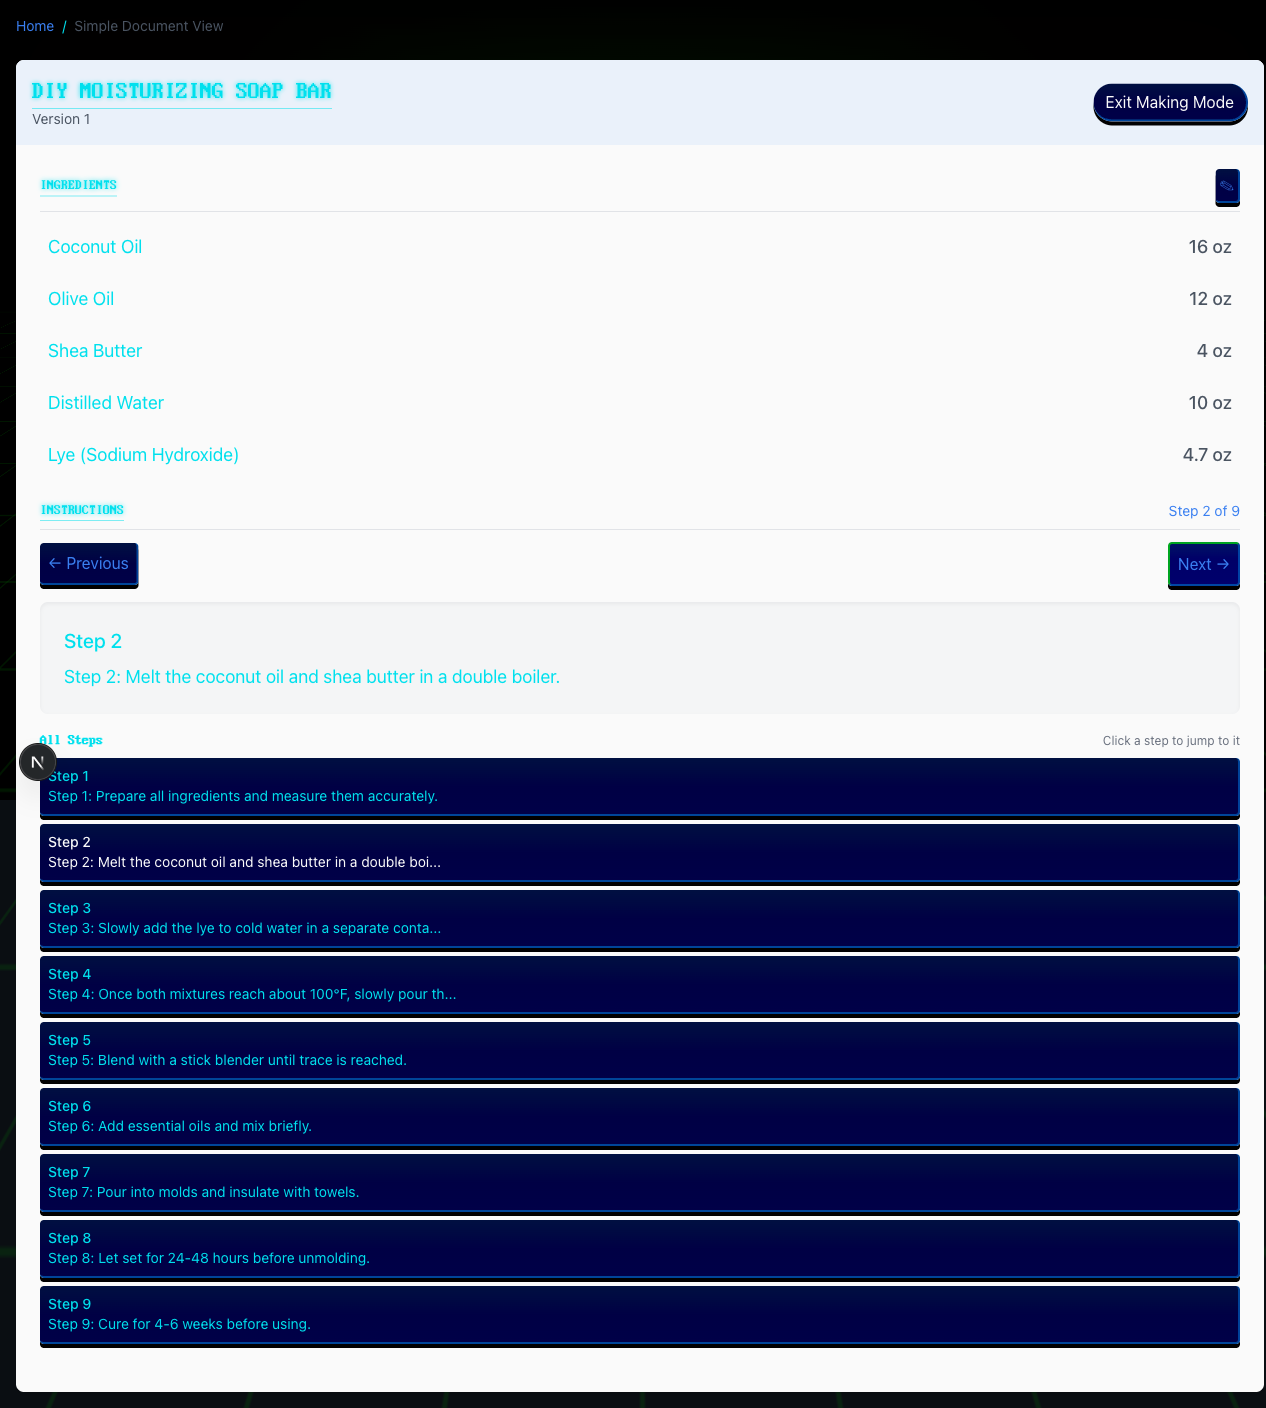 Home / Simple Document View
DIY MOISTURIZING SOAP BAR
Version 1
Exit Making Mode
INGREDIENTS
Coconut Oil 16 oz
Olive Oil 12 oz
Shea Butter 4 oz
Distilled Water 10 oz
Lye (Sodium Hydroxide) 4.7 oz
INSTRUCTIONS Step 2 of 9
← Previous Next →
Step 2
Step 2: Melt the coconut oil and shea butter in a double boiler.
All Steps Click a step to jump to it
N
Step 1
Step 1: Prepare all ingredients and measure them accurately.
Step 2
Step 2: Melt the coconut oil and shea butter in a double boi...
Step 3
Step 3: Slowly add the lye to cold water in a separate conta...
Step 4
Step 4: Once both mixtures reach about 100°F, slowly pour th...
Step 5
Step 5: Blend with a stick blender until trace is reached.
Step 6
Step 6: Add essential oils and mix briefly.
Step 7
Step 7: Pour into molds and insulate with towels.
Step 8
Step 8: Let set for 24-48 hours before unmolding.
Step 9
Step 9: Cure for 4-6 weeks before using.